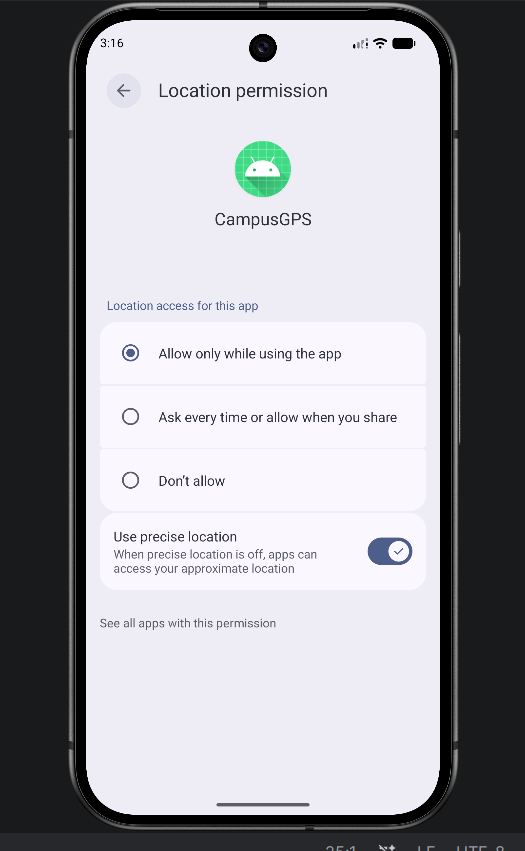 3:16
Location permission
CampusGPS
Location access for this app
Allow only while using the app
Ask every time or allow when you share
Don't allow
Use precise location
When precise location is off, apps can
access your approximate location
See all apps with this permission